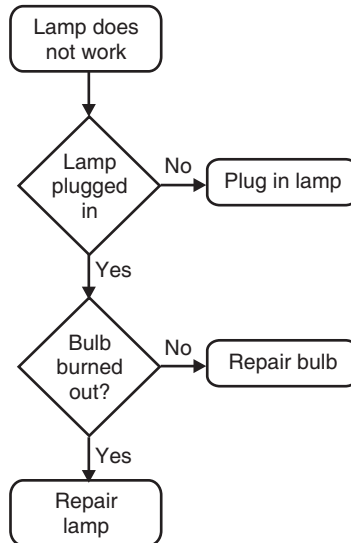 Lamp does
not work
Lamp
plugged
in
No
Plug in lamp
Yes
Bulb
burned
out?
No
Repair bulb
Yes
Repair
lamp